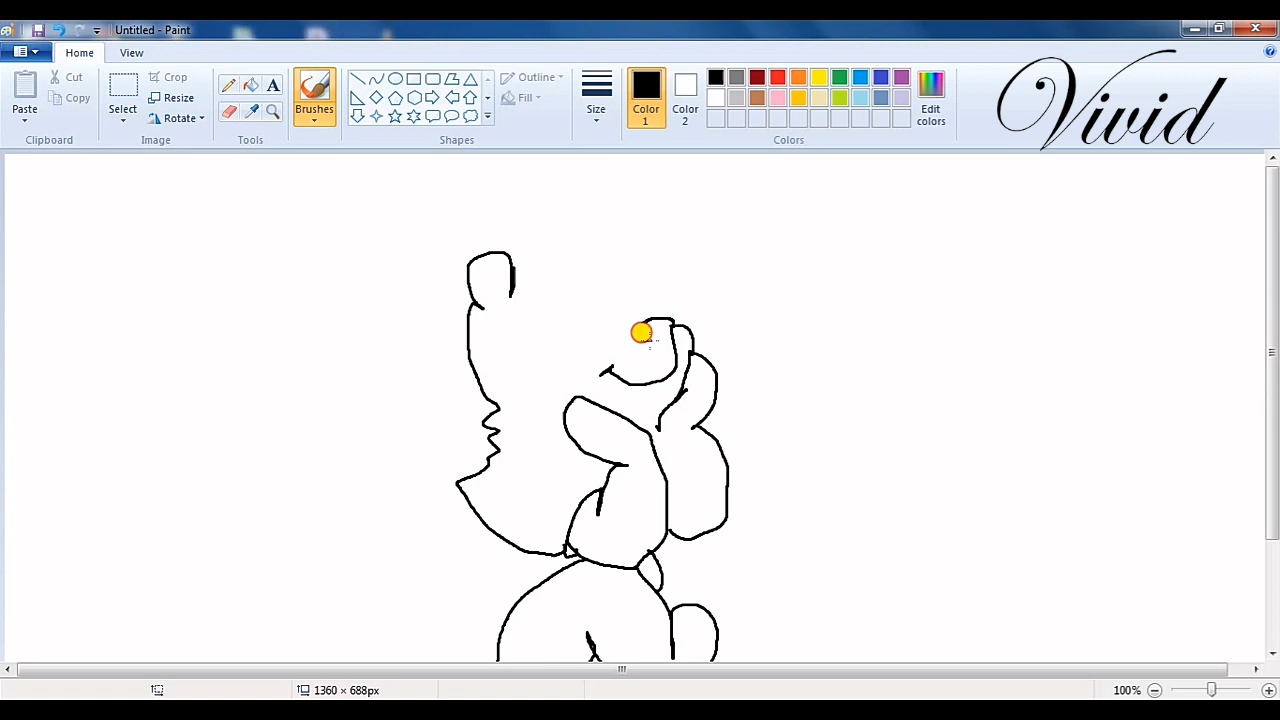 Untitled - Paint
Home
View
Paste
Cut
Copy
Clipboard
Select
Crop
Resize
Rotate
Image
A
Tools
Brushes
Outline
Fill
Shapes
Size
Color
1
Color
2
Edit
colors
Colors
Vivid
1360 × 688px
100%